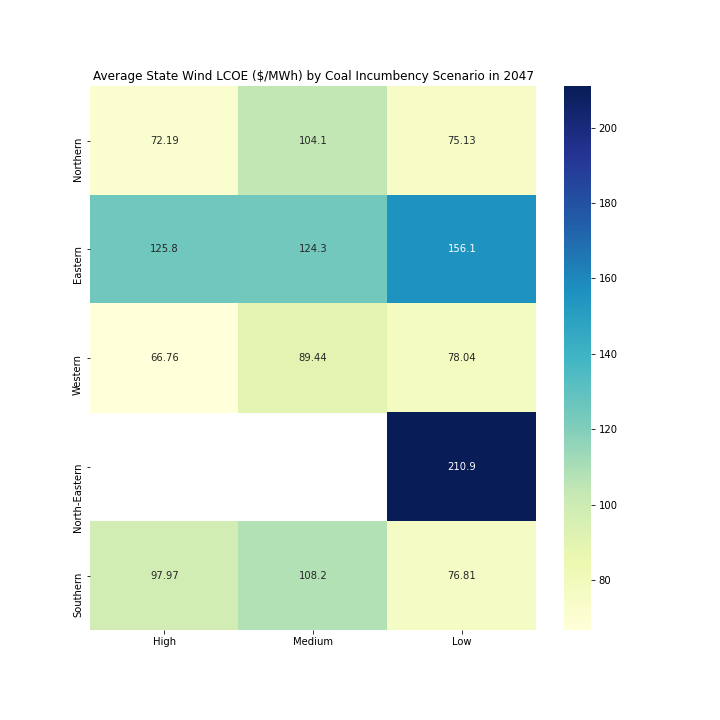 Average State Wind LCOE ($/MWh) by Coal Incumbency Scenario in 2047
Northern
72.19
104.1
75.13
Eastern
125.8
124.3
156.1
Western
66.76
89.44
78.04
North-Eastern
210.9
Southern
97.97
108.2
76.81
High
Medium
Low
200
180
160
140
120
100
80